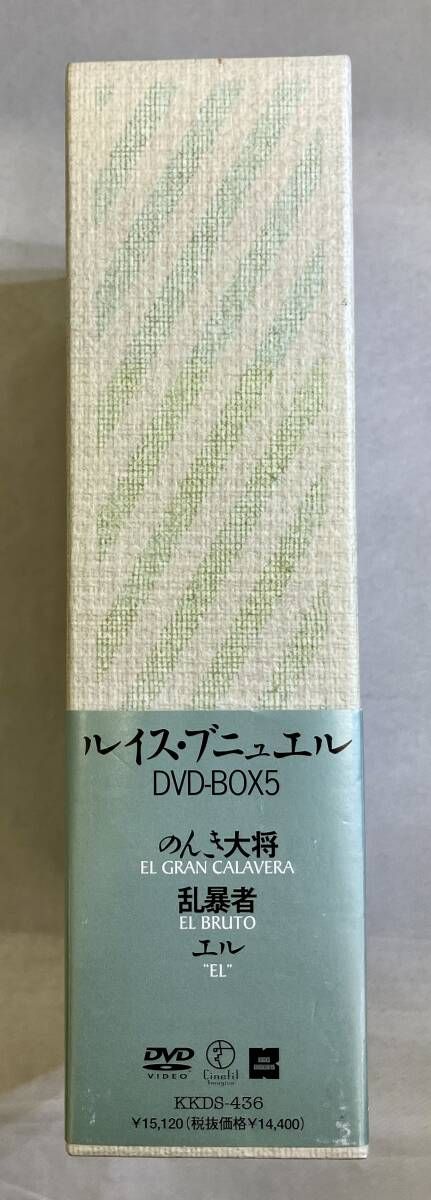 ルイス・ブニュエル
DVD-BOX5
のんき大将
EL GRAN CALAVERA
乱暴者
EL BRUTO
エル
"EL"
DVD
VIDEO
Cinefil
Imagica
KKDS-436
¥15,120(税抜価格¥14,400)